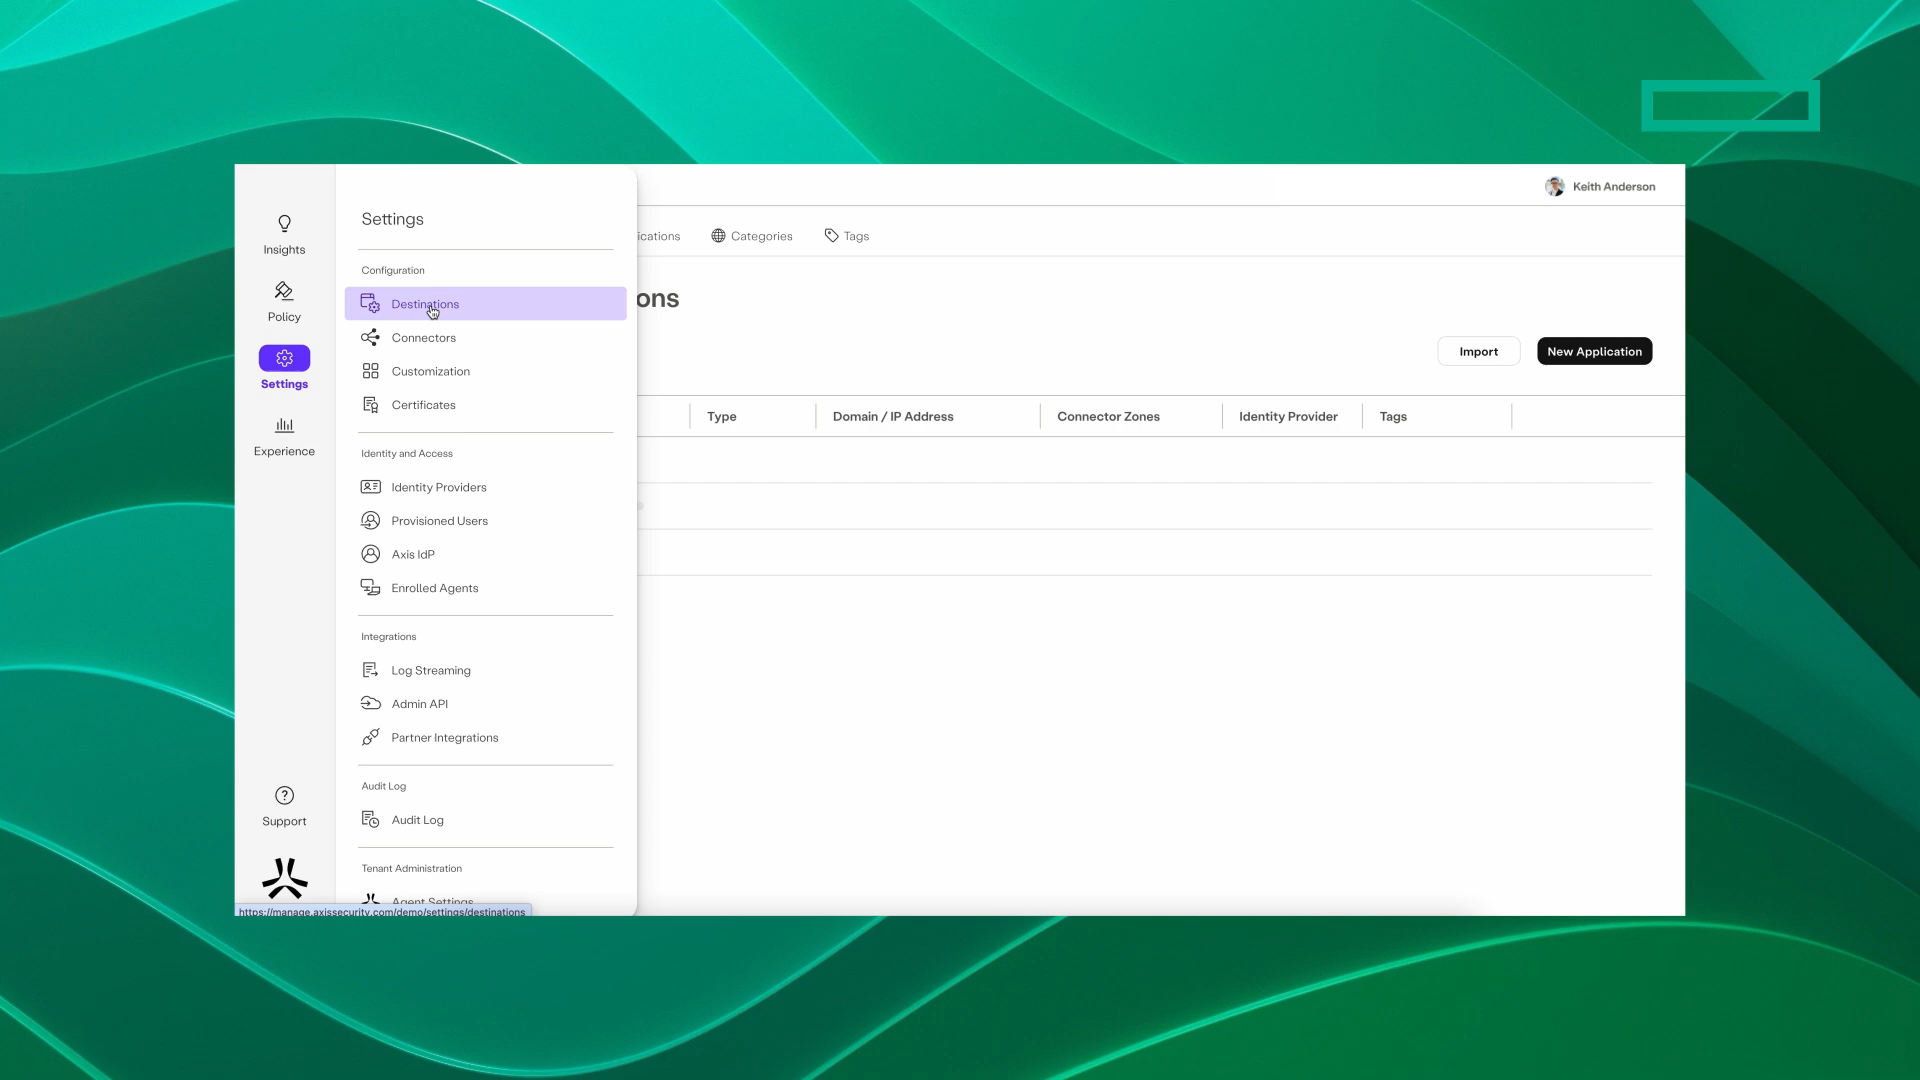 Keith Anderson
Insights
Policy
Settings
Experience
Support
Settings
Configuration
Destinations
Connectors
Customization
Certificates
Identity and Access
Identity Providers
Provisioned Users
Axis IdP
Enrolled Agents
Integrations
Log Streaming
Admin API
Partner Integrations
Audit Log
Audit Log
Tenant Administration
Agent Settings
https://manage.axissecurity.com/demo/settings/destinations
ications
Categories
Tags
ons
Import
New Application
Type
Domain / IP Address
Connector Zones
Identity Provider
Tags